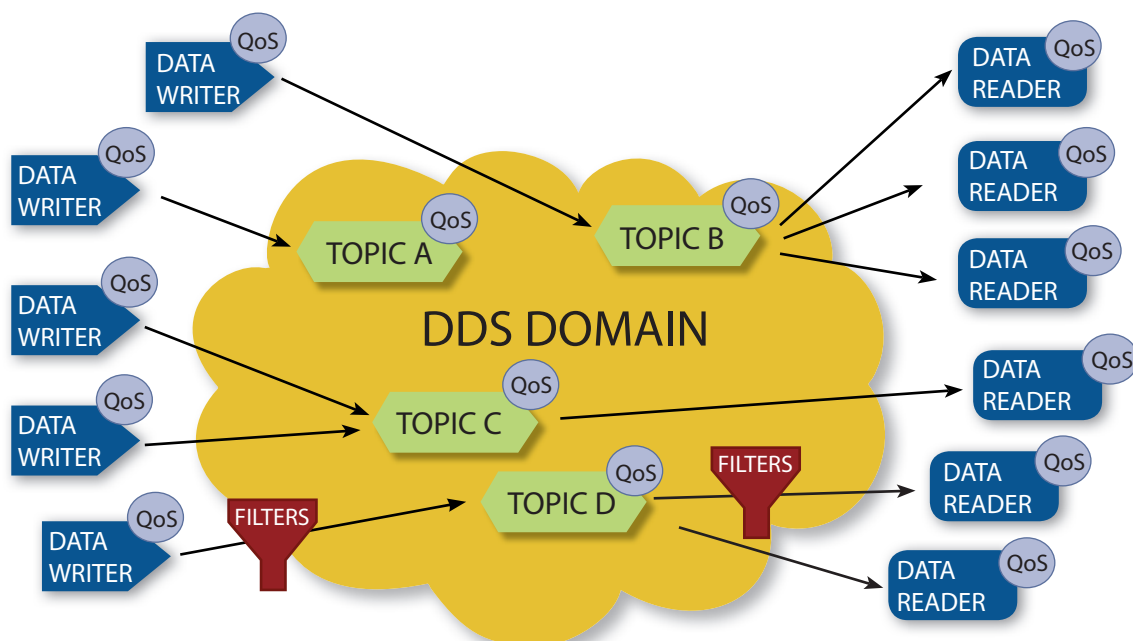 QoS
DATA
WRITER
QoS
DATA
READER
QoS
DATA
WRITER
QoS
DATA
READER
QoS
TOPIC A
QoS
TOPIC B
QoS
DATA
READER
QoS
DATA
WRITER
DDS DOMAIN
QoS
DATA
WRITER
QoS
TOPIC C
QoS
DATA
READER
QoS
DATA
WRITER
FILTERS
QoS
TOPIC D
FILTERS
QoS
DATA
READER
QoS
DATA
READER